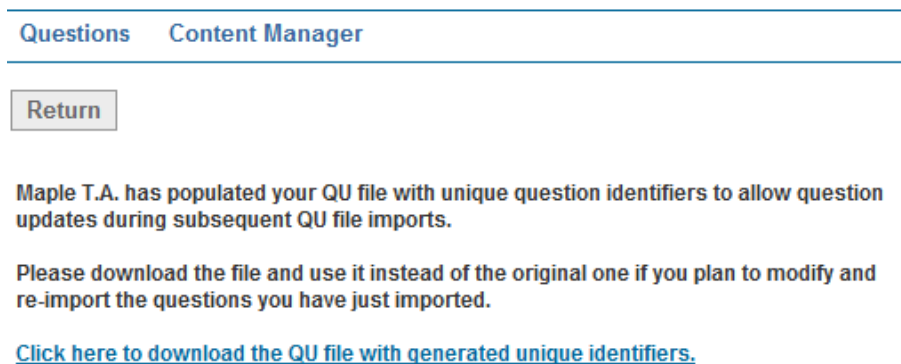 Questions Content Manager
Return
Maple T.A. has populated your QU file with unique question identifiers to allow question
updates during subsequent QU file imports.
Please download the file and use it instead of the original one if you plan to modify and
re-import the questions you have just imported.
Click here to download the QU file with generated unique identifiers.